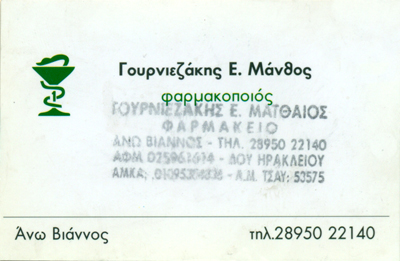 Γουρνιεζάκης Ε. Μάνθος
φαρμακοποιός
ΓΟΥΡΝΙΕΖΑΚΗΣ Ε. ΜΑΤΘΑΙΟΣ
ΦΑΡΜΑΚΕΙΟ
ΑΝΩ ΒΙΑΝΝΟΣ - ΤΗΛ. 28950 22140
ΑΦΜ - ΔΟΥ ΗΡΑΚΛΕΙΟΥ
ΑΜΚΑ: - Α.Μ. ΤΣΑΥ: 53575
Άνω Βιάννος
τηλ.28950 22140